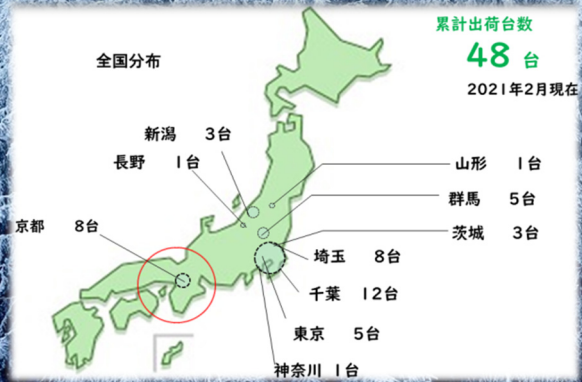 累計出荷台数
48 台
2021年2月現在
全国分布
新潟 3台
長野 1台
山形 1台
群馬 5台
京都 8台
茨城 3台
埼玉 8台
千葉 12台
東京 5台
神奈川 1台